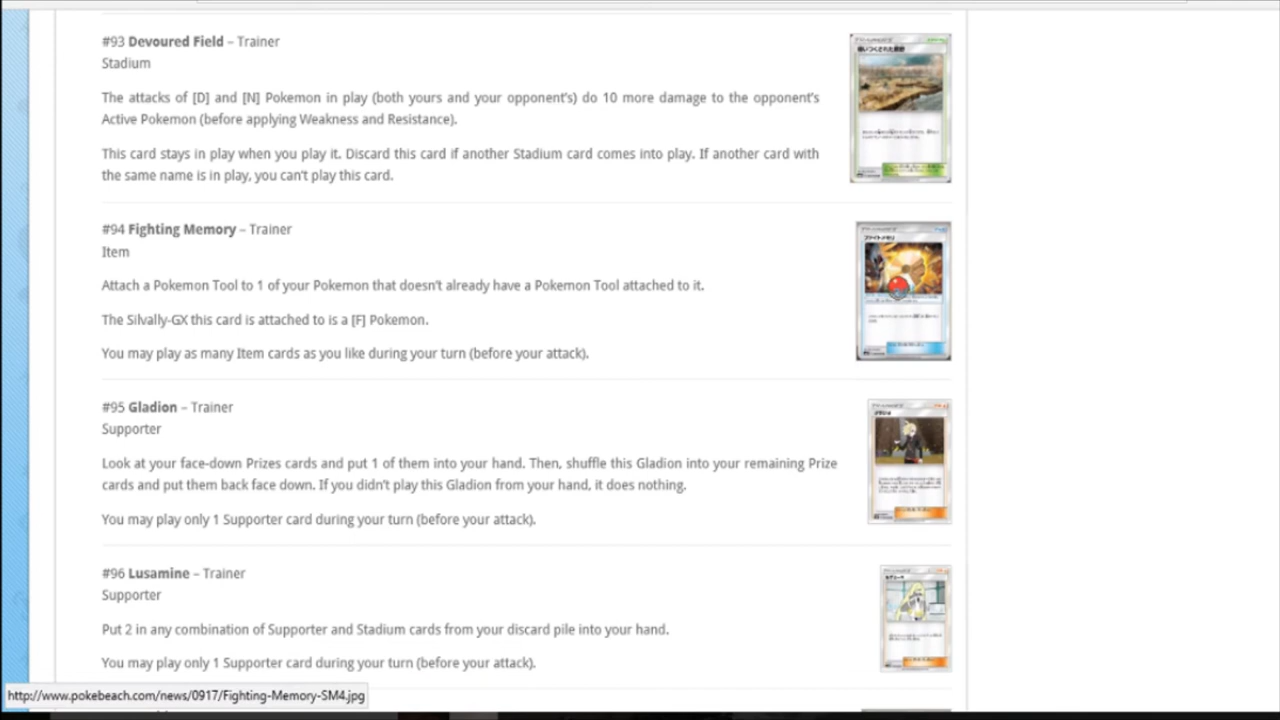 #93 Devoured Field – Trainer
Stadium
The attacks of [D] and [N] Pokemon in play (both yours and your opponent's) do 10 more damage to the opponent's
Active Pokemon (before applying Weakness and Resistance).
This card stays in play when you play it. Discard this card if another Stadium card comes into play. If another card with
the same name in play, you can't play this card.
#94 Fighting Memory – Trainer
Item
Attach a Pokemon Tool to 1 of your Pokemon that doesn't already have a Pokemon Tool attached to it.
The Silvally-GX this card is attached to is a [F] Pokemon.
You may play as many Item cards as you like during your turn (before your attack).
ファイトメモリ
#95 Gladion – Trainer
Supporter
Look at your face-down Prizes cards and put 1 of them into your hand. Then, shuffle this Gladion into your remaining Prize
cards and put them back face down. If you didn't play this Gladion from your hand, it does nothing.
You may play only 1 Supporter card during your turn (before your attack).
#96 Lusamine – Trainer
Supporter
Put 2 in any combination of Supporter and Stadium cards from your discard pile into your hand.
You may play only 1 Supporter card during your turn (before your attack).
http://www.pokebeach.com/news/0917/Fighting-Memory-SM4.jpg